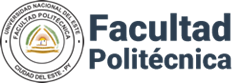 UNIVERSIDAD NACIONAL DEL ESTE
FACULTAD POLITÉCNICA
CIUDAD DEL ESTE - PY
Facultad
Politécnica